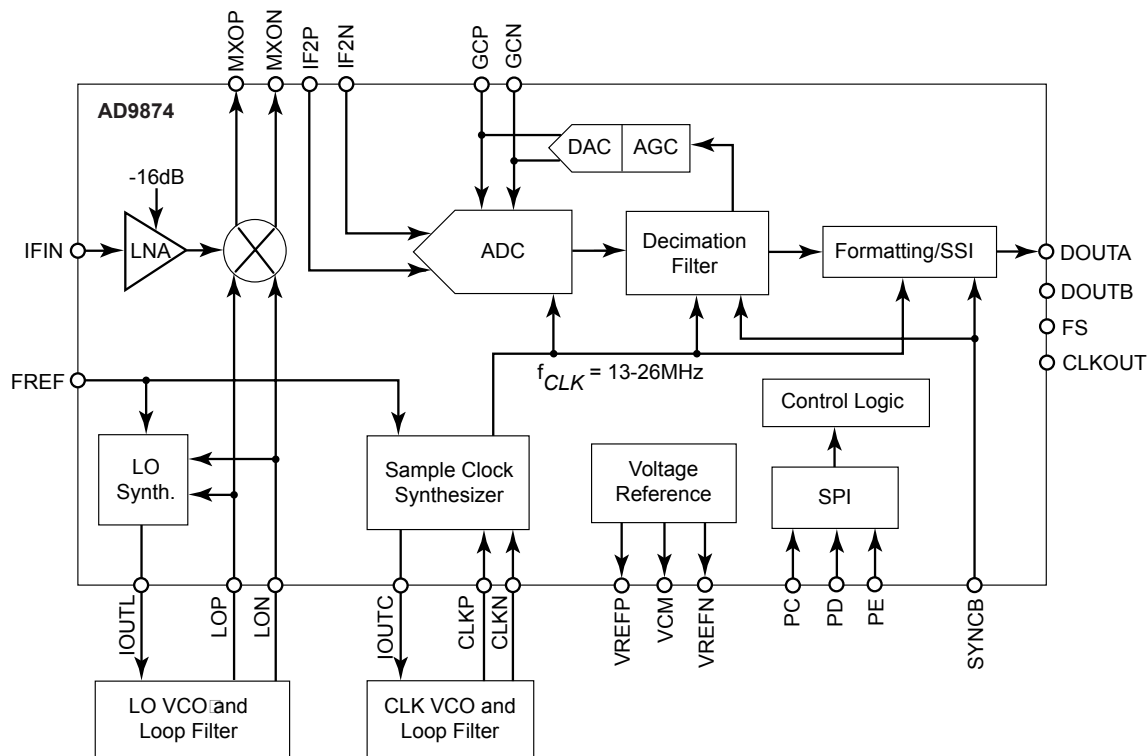 MXOP
MXON
IF2P
IF2N
GCP
GCN
AD9874
DAC
AGC
-16dB
IFIN
LNA
ADC
Decimation
Filter
Formatting/SSI
DOUTA
DOUTB
FS
CLKOUT
FREF
fCLK = 13-26MHz
Control Logic
LO
Synth.
Sample Clock
Synthesizer
Voltage
Reference
SPI
IOUTL
LOP
LON
IOUTC
CLKP
CLKN
VREFP
VCM
VREFN
PC
PD
PE
SYNCB
LO VCO and
Loop Filter
CLK VCO and
Loop Filter